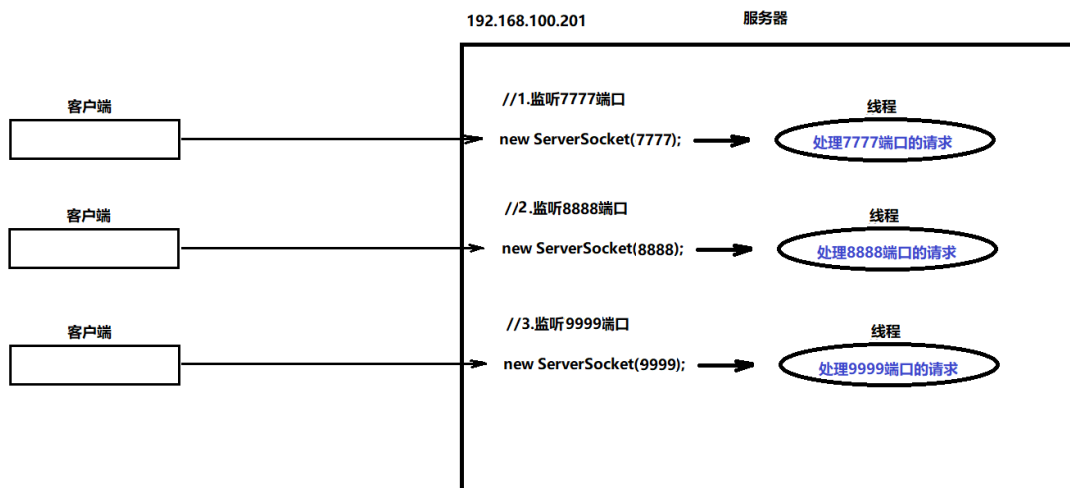 192.168.100.201
服务器
客户端
//1.监听7777端口
new ServerSocket(7777);
线程
处理7777端口的请求
客户端
//2.监听8888端口
new ServerSocket(8888);
线程
处理8888端口的请求
客户端
//3.监听9999端口
new ServerSocket(9999);
线程
处理9999端口的请求